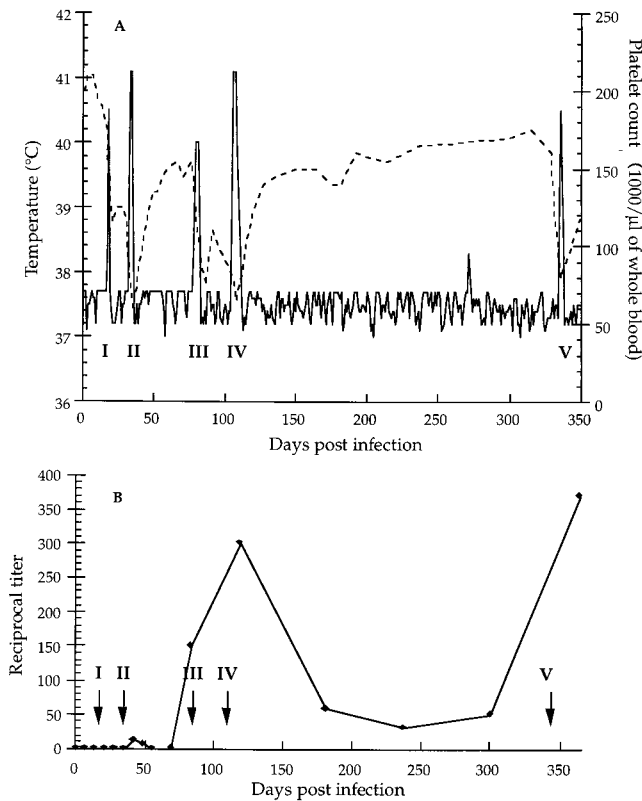 A
Temperature (°C)
42
41
40
39
38
37
36
250
200
150
100
50
0
Platelet count (1000/µl of whole blood)
I II III IV V
0 50 100 150 200 250 300 350
Days post infection
B
Reciprocal titer
400
350
300
250
200
150
100
50
0
I II III IV V
0 50 100 150 200 250 300 350
Days post infection